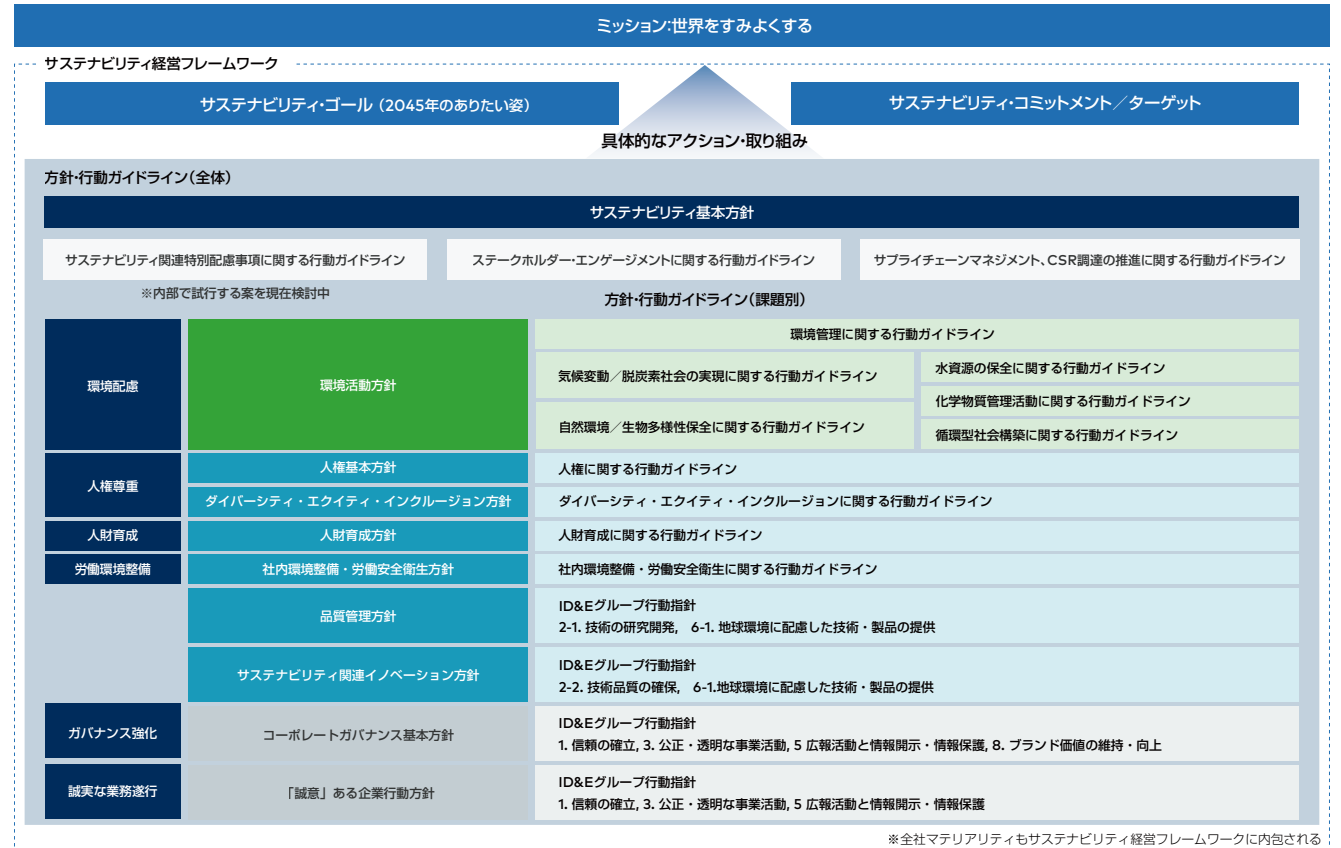 ミッション:世界をすみよくする
サステナビリティ経営フレームワーク
サステナビリティ・ゴール（2045年のありたい姿）
サステナビリティ・コミットメント／ターゲット
具体的なアクション・取り組み
方針・行動ガイドライン（全体）
サステナビリティ基本方針
サステナビリティ関連特別配慮事項に関する行動ガイドライン
ステークホルダー・エンゲージメントに関する行動ガイドライン
サプライチェーンマネジメント、CSR調達の推進に関する行動ガイドライン
※内部で試行する案を現在検討中
方針・行動ガイドライン（課題別）
環境配慮
環境活動方針
環境管理に関する行動ガイドライン
気候変動／脱炭素社会の実現に関する行動ガイドライン
自然環境／生物多様性保全に関する行動ガイドライン
水資源の保全に関する行動ガイドライン
化学物質管理活動に関する行動ガイドライン
循環型社会構築に関する行動ガイドライン
人権尊重
人権基本方針
人権に関する行動ガイドライン
ダイバーシティ・エクイティ・インクルージョン方針
ダイバーシティ・エクイティ・インクルージョンに関する行動ガイドライン
人財育成
人財育成方針
人財育成に関する行動ガイドライン
労働環境整備
社内環境整備・労働安全衛生方針
社内環境整備・労働安全衛生に関する行動ガイドライン
品質管理方針
ID&Eグループ行動指針
2-1. 技術の研究開発, 6-1. 地球環境に配慮した技術・製品の提供
サステナビリティ関連イノベーション方針
ID&Eグループ行動指針
2-2. 技術品質の確保, 6-1.地球環境に配慮した技術・製品の提供
ガバナンス強化
コーポレートガバナンス基本方針
ID&Eグループ行動指針
1. 信頼の確立, 3. 公正・透明な事業活動, 5 広報活動と情報開示・情報保護, 8. ブランド価値の維持・向上
誠実な業務遂行
「誠意」ある企業行動方針
ID&Eグループ行動指針
1. 信頼の確立, 3. 公正・透明な事業活動, 5 広報活動と情報開示・情報保護
※全社マテリアリティもサステナビリティ経営フレームワークに内包される